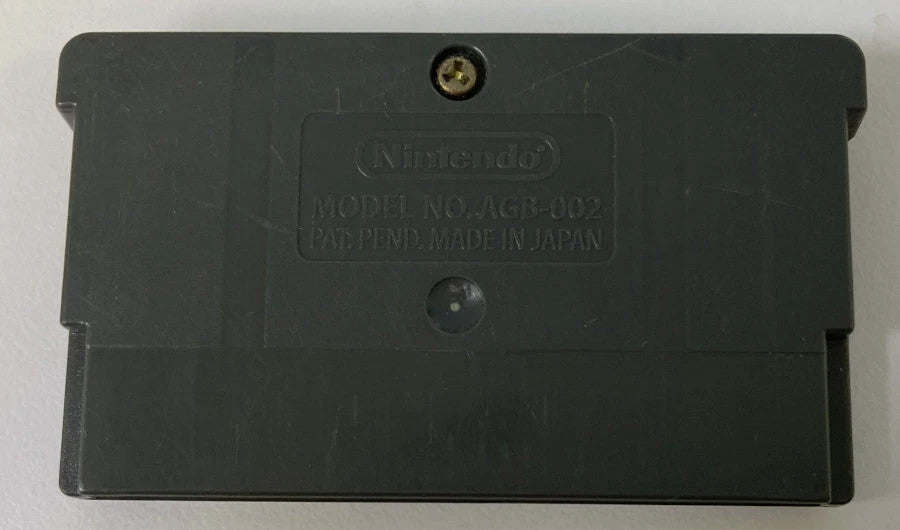 Nintendo
MODEL NO. AGB-002
PAT. PEND. MADE IN JAPAN